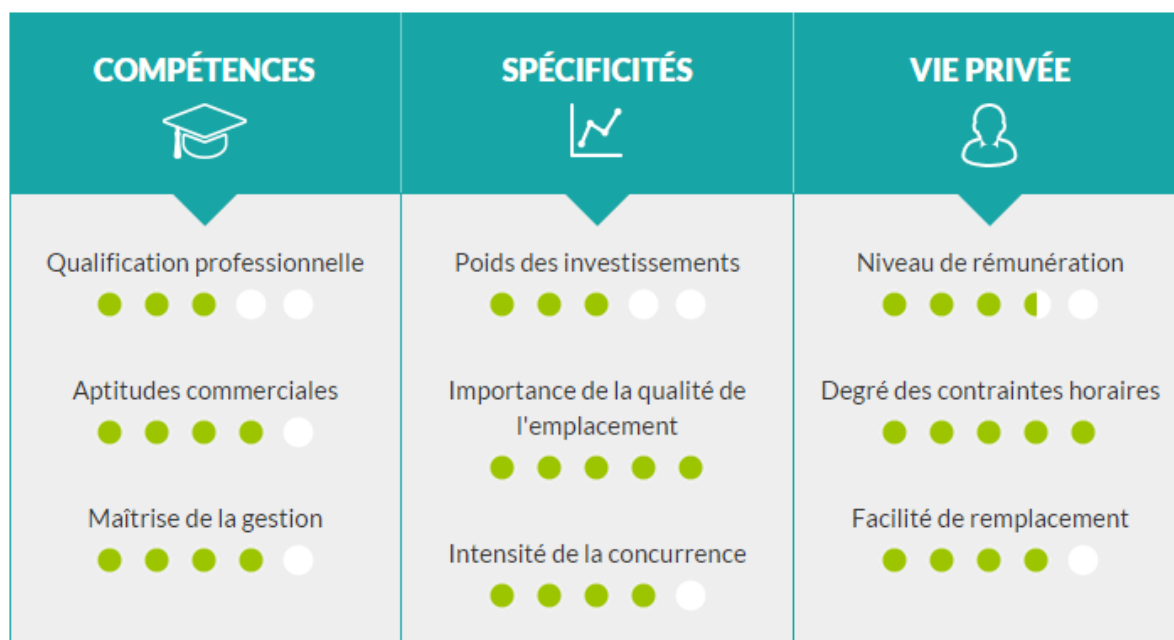 COMPÉTENCES
Qualification professionnelle
Aptitudes commerciales
Maîtrise de la gestion
SPÉCIFICITÉS
Poids des investissements
Importance de la qualité de
l'emplacement
Intensité de la concurrence
VIE PRIVÉE
Niveau de rémunération
Degré des contraintes horaires
Facilité de remplacement